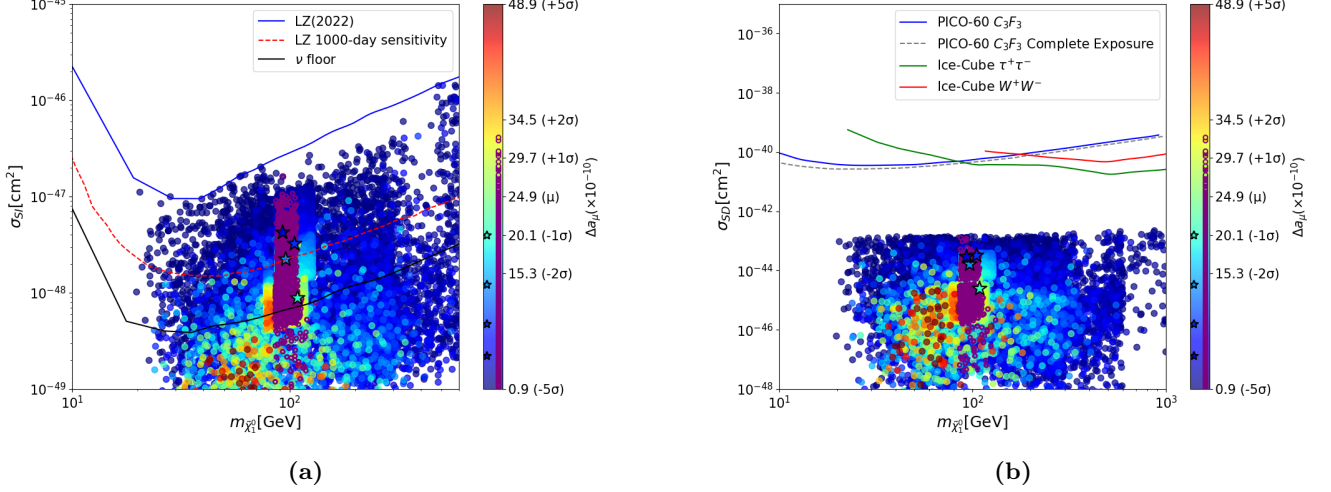 10⁻⁴⁵
10⁻⁴⁶
10⁻⁴⁷
10⁻⁴⁸
10⁻⁴⁹
σ_SI[cm²]
LZ(2022)
LZ 1000-day sensitivity
ν floor
10¹
10²
m_χ̃₁⁰[GeV]
48.9 (+5σ)
34.5 (+2σ)
29.7 (+1σ)
24.9 (μ)
20.1 (-1σ)
15.3 (-2σ)
0.9 (-5σ)
Δa_μ(×10⁻¹⁰)
(a)
10⁻³⁶
10⁻³⁸
10⁻⁴⁰
10⁻⁴²
10⁻⁴⁴
10⁻⁴⁶
10⁻⁴⁸
σ_SD[cm²]
PICO-60 C₃F₃
PICO-60 C₃F₃ Complete Exposure
Ice-Cube τ⁺τ⁻
Ice-Cube W⁺W⁻
10¹
10²
10³
m_χ̃₁⁰[GeV]
48.9 (+5σ)
34.5 (+2σ)
29.7 (+1σ)
24.9 (μ)
20.1 (-1σ)
15.3 (-2σ)
0.9 (-5σ)
Δa_μ(×10⁻¹⁰)
(b)